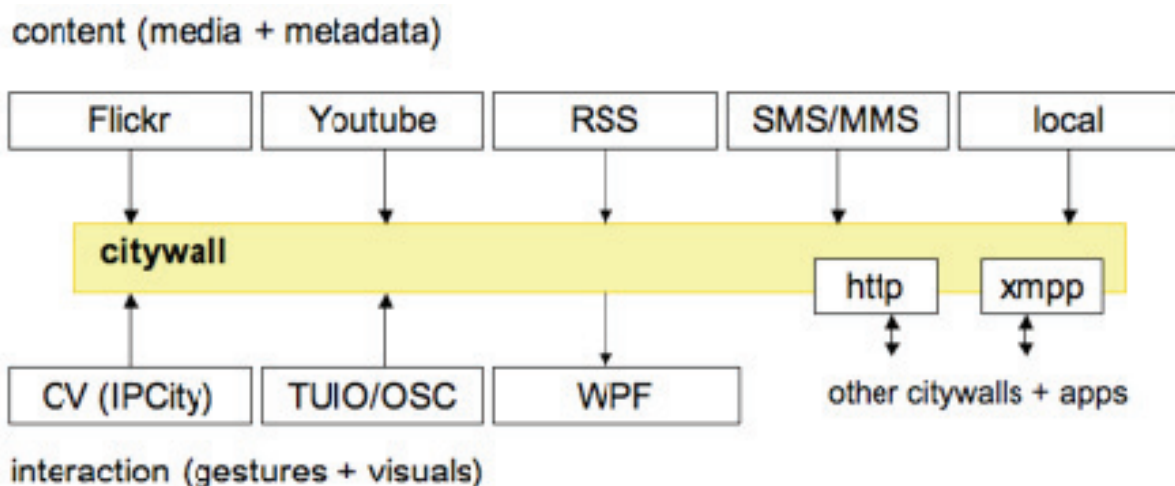 content (media + metadata)
Flickr Youtube RSS SMS/MMS local
citywall
http xmpp
CV (IPCity) TUIO/OSC WPF
other citywalls + apps
interaction (gestures + visuals)